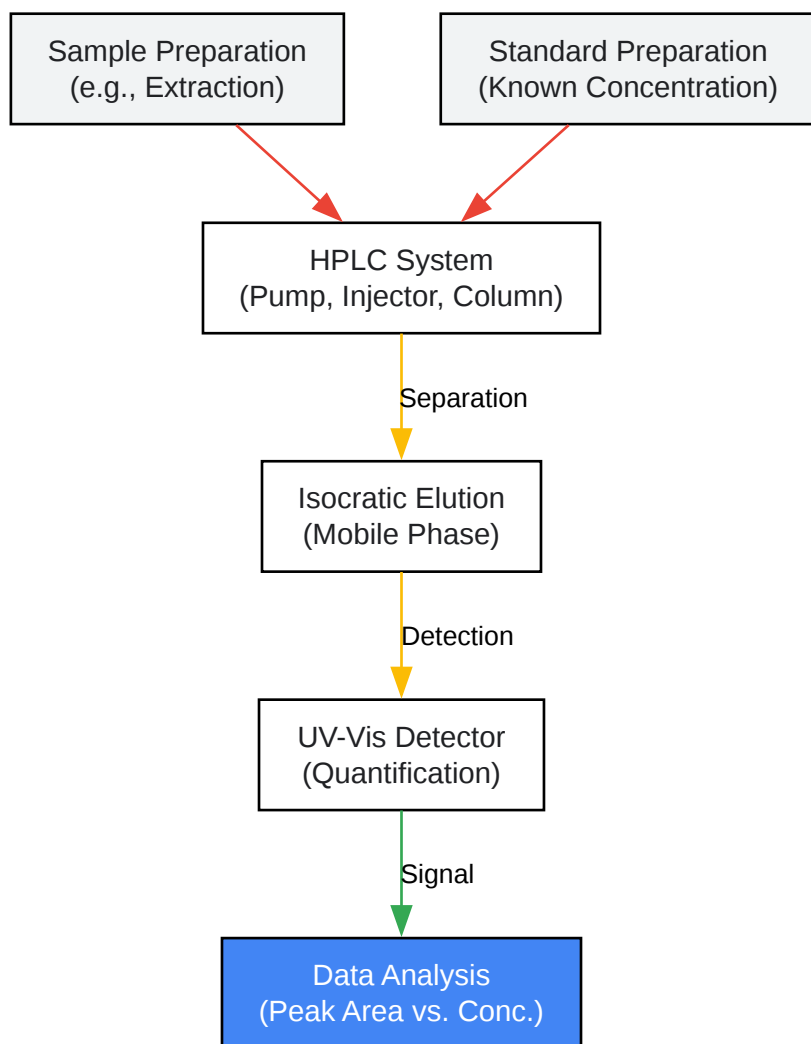 Sample Preparation
(e.g., Extraction)
Standard Preparation
(Known Concentration)
HPLC System
(Pump, Injector, Column)
Separation
Isocratic Elution
(Mobile Phase)
Detection
UV-Vis Detector
(Quantification)
Signal
Data Analysis
(Peak Area vs. Conc.)